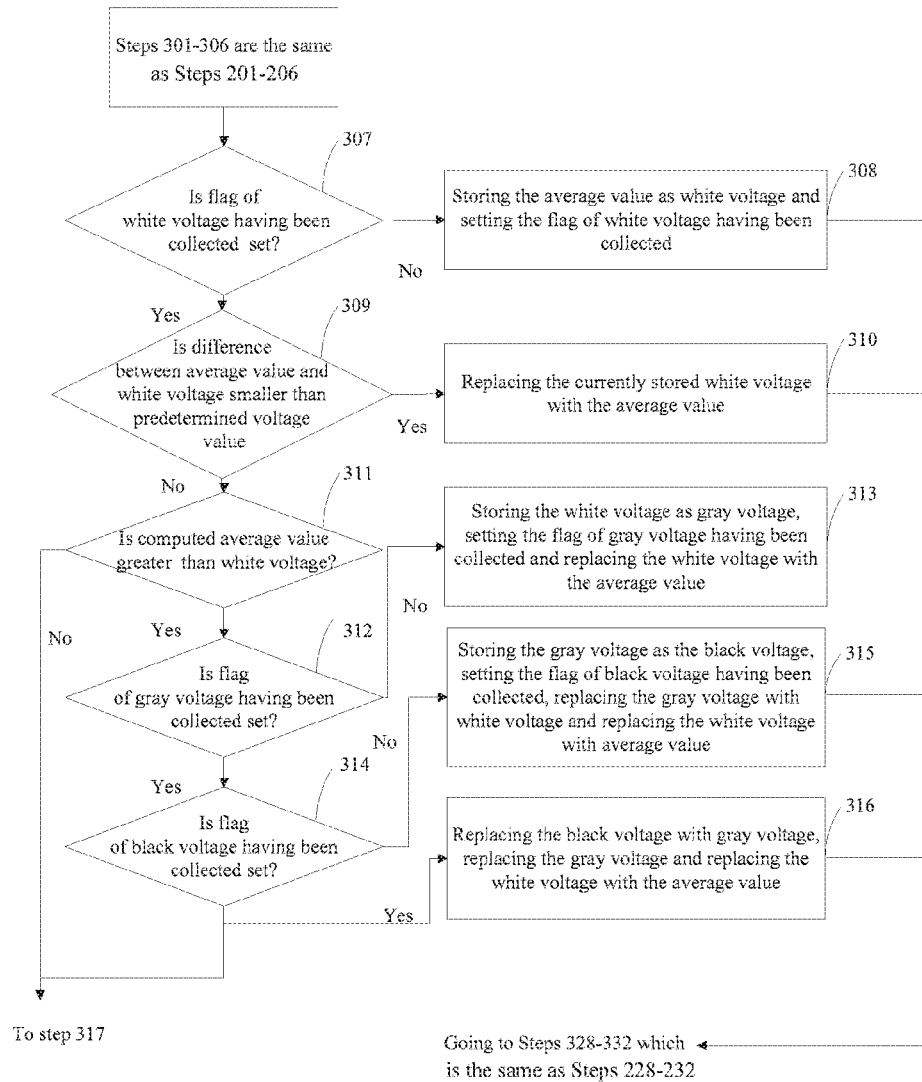 Steps 301-306 are the same
as Steps 201-206
307
Is flag of
white voltage having been
collected set?
No
Yes
308
Storing the average value as white voltage and
setting the flag of white voltage having been
collected
309
Is difference
between average value and
white voltage smaller than
predetermined voltage
value
Yes
No
310
Replacing the currently stored white voltage
with the average value
311
Is computed average value
greater than white voltage?
No
Yes
312
Is flag
of gray voltage having been
collected set?
No
Yes
313
Storing the white voltage as gray voltage,
setting the flag of gray voltage having been
collected and replacing the white voltage with
the average value
314
Is flag
of black voltage having been
collected set?
No
Yes
315
Storing the gray voltage as the black voltage,
setting the flag of black voltage having been
collected, replacing the gray voltage with
white voltage and replacing the white voltage
with average value
316
Replacing the black voltage with gray voltage,
replacing the gray voltage and replacing the
white voltage with the average value
To step 317
Going to Steps 328-332 which
is the same as Steps 228-232